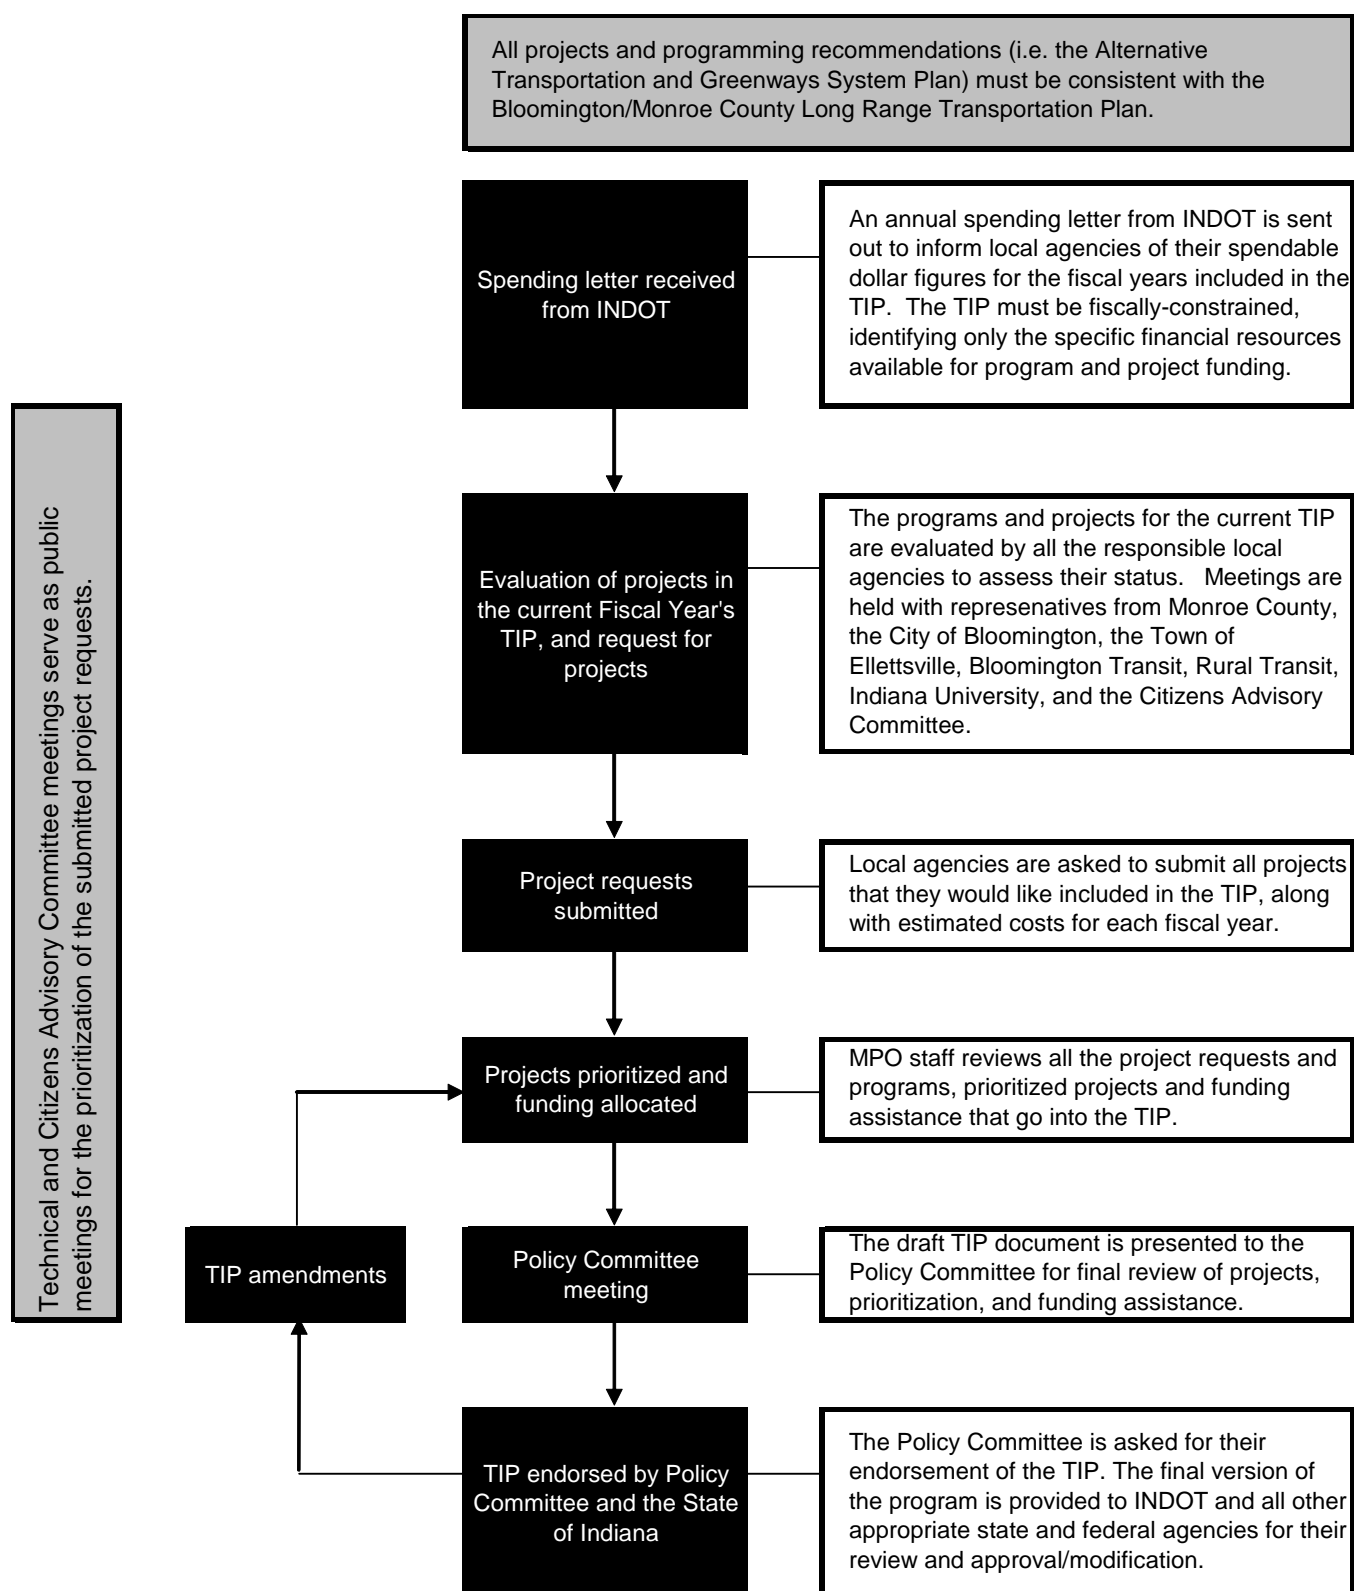 All projects and programming recommendations (i.e. the Alternative
Transportation and Greenways System Plan) must be consistent with the
Bloomington/Monroe County Long Range Transportation Plan.
Spending letter received
from INDOT
An annual spending letter from INDOT is sent
out to inform local agencies of their spendable
dollar figures for the fiscal years included in the
TIP.  The TIP must be fiscally-constrained,
identifying only the specific financial resources
available for program and project funding.
Technical and Citizens Advisory Committee meetings serve as public
meetings for the prioritization of the submitted project requests.
Evaluation of projects in
the current Fiscal Year's
TIP, and request for
projects
The programs and projects for the current TIP
are evaluated by all the responsible local
agencies to assess their status.   Meetings are
held with represenatives from Monroe County,
the City of Bloomington, the Town of
Ellettsville, Bloomington Transit, Rural Transit,
Indiana University, and the Citizens Advisory
Committee.
Project requests
submitted
Local agencies are asked to submit all projects
that they would like included in the TIP, along
with estimated costs for each fiscal year.
Projects prioritized and
funding allocated
MPO staff reviews all the project requests and
programs, prioritized projects and funding
assistance that go into the TIP.
TIP amendments
Policy Committee
meeting
The draft TIP document is presented to the
Policy Committee for final review of projects,
prioritization, and funding assistance.
TIP endorsed by Policy
Committee and the State
of Indiana
The Policy Committee is asked for their
endorsement of the TIP. The final version of
the program is provided to INDOT and all other
appropriate state and federal agencies for their
review and approval/modification.